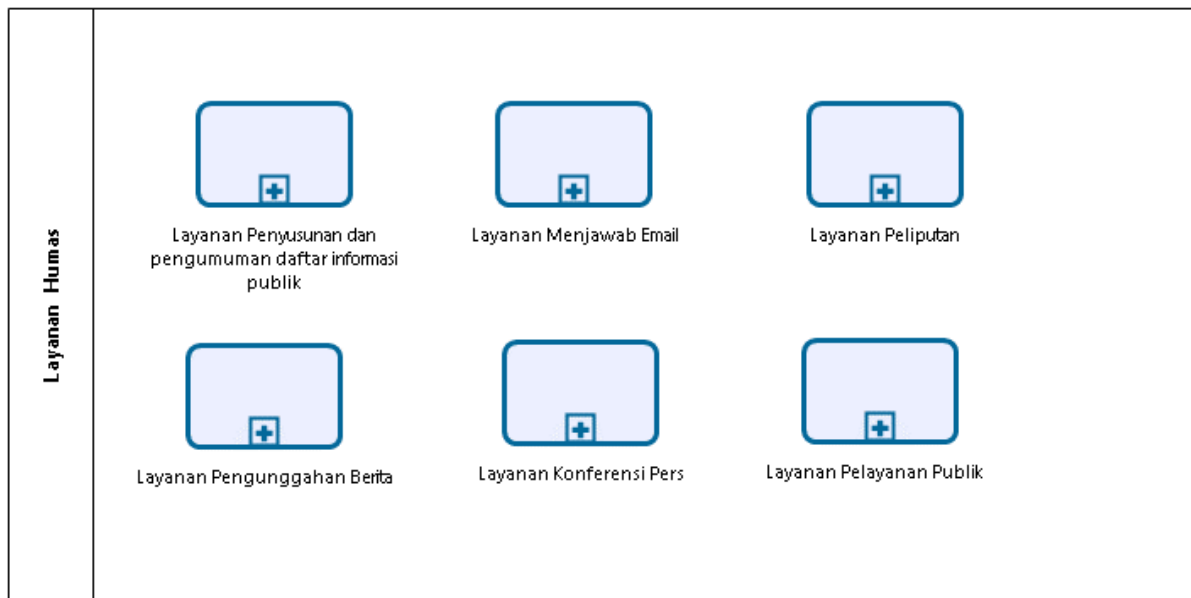 Layanan Humas
Layanan Penyusunan dan
pengumuman daftar informasi
publik
Layanan Menjawab Email
Layanan Peliputan
Layanan Pengunggahan Berita
Layanan Konferensi Pers
Layanan Pelayanan Publik